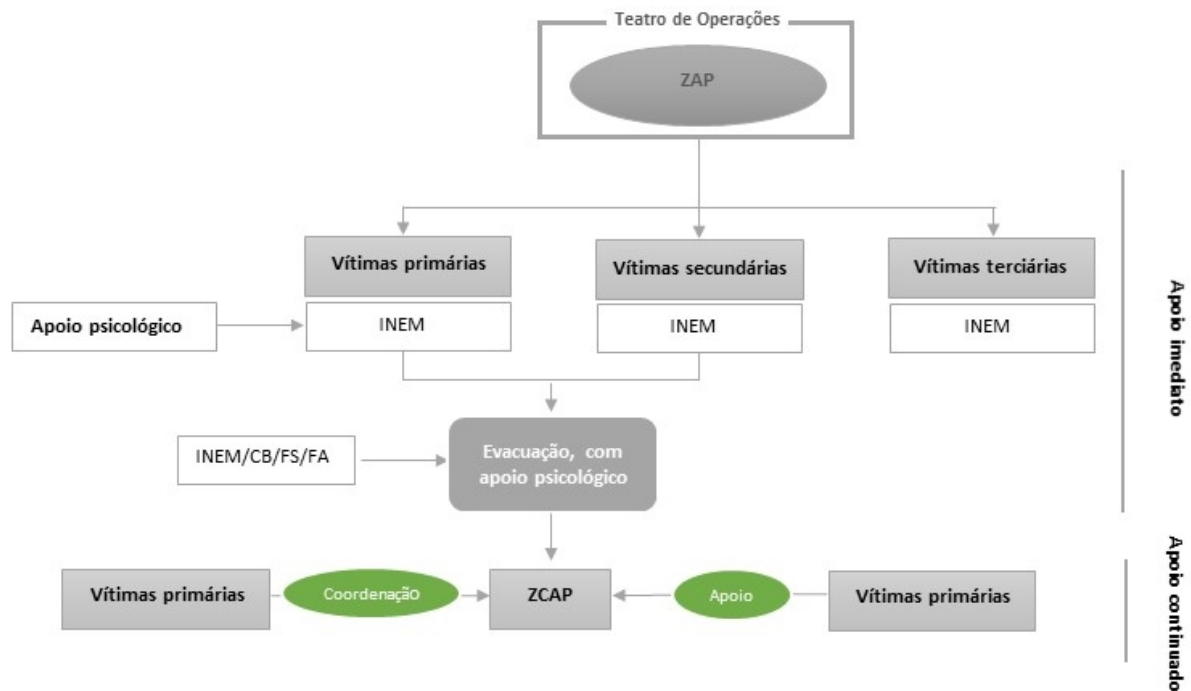 Teatro de Operações
ZAP
Vítimas primárias
Vítimas secundárias
Vítimas terciárias
Apoio psicológico
INEM
INEM
INEM
Apoio imediato
INEM/CB/FS/FA
Evacuação, com
apoio psicológico
Vítimas primárias
Coordenação
ZCAP
Apoio
Vítimas primárias
Apoio continuado